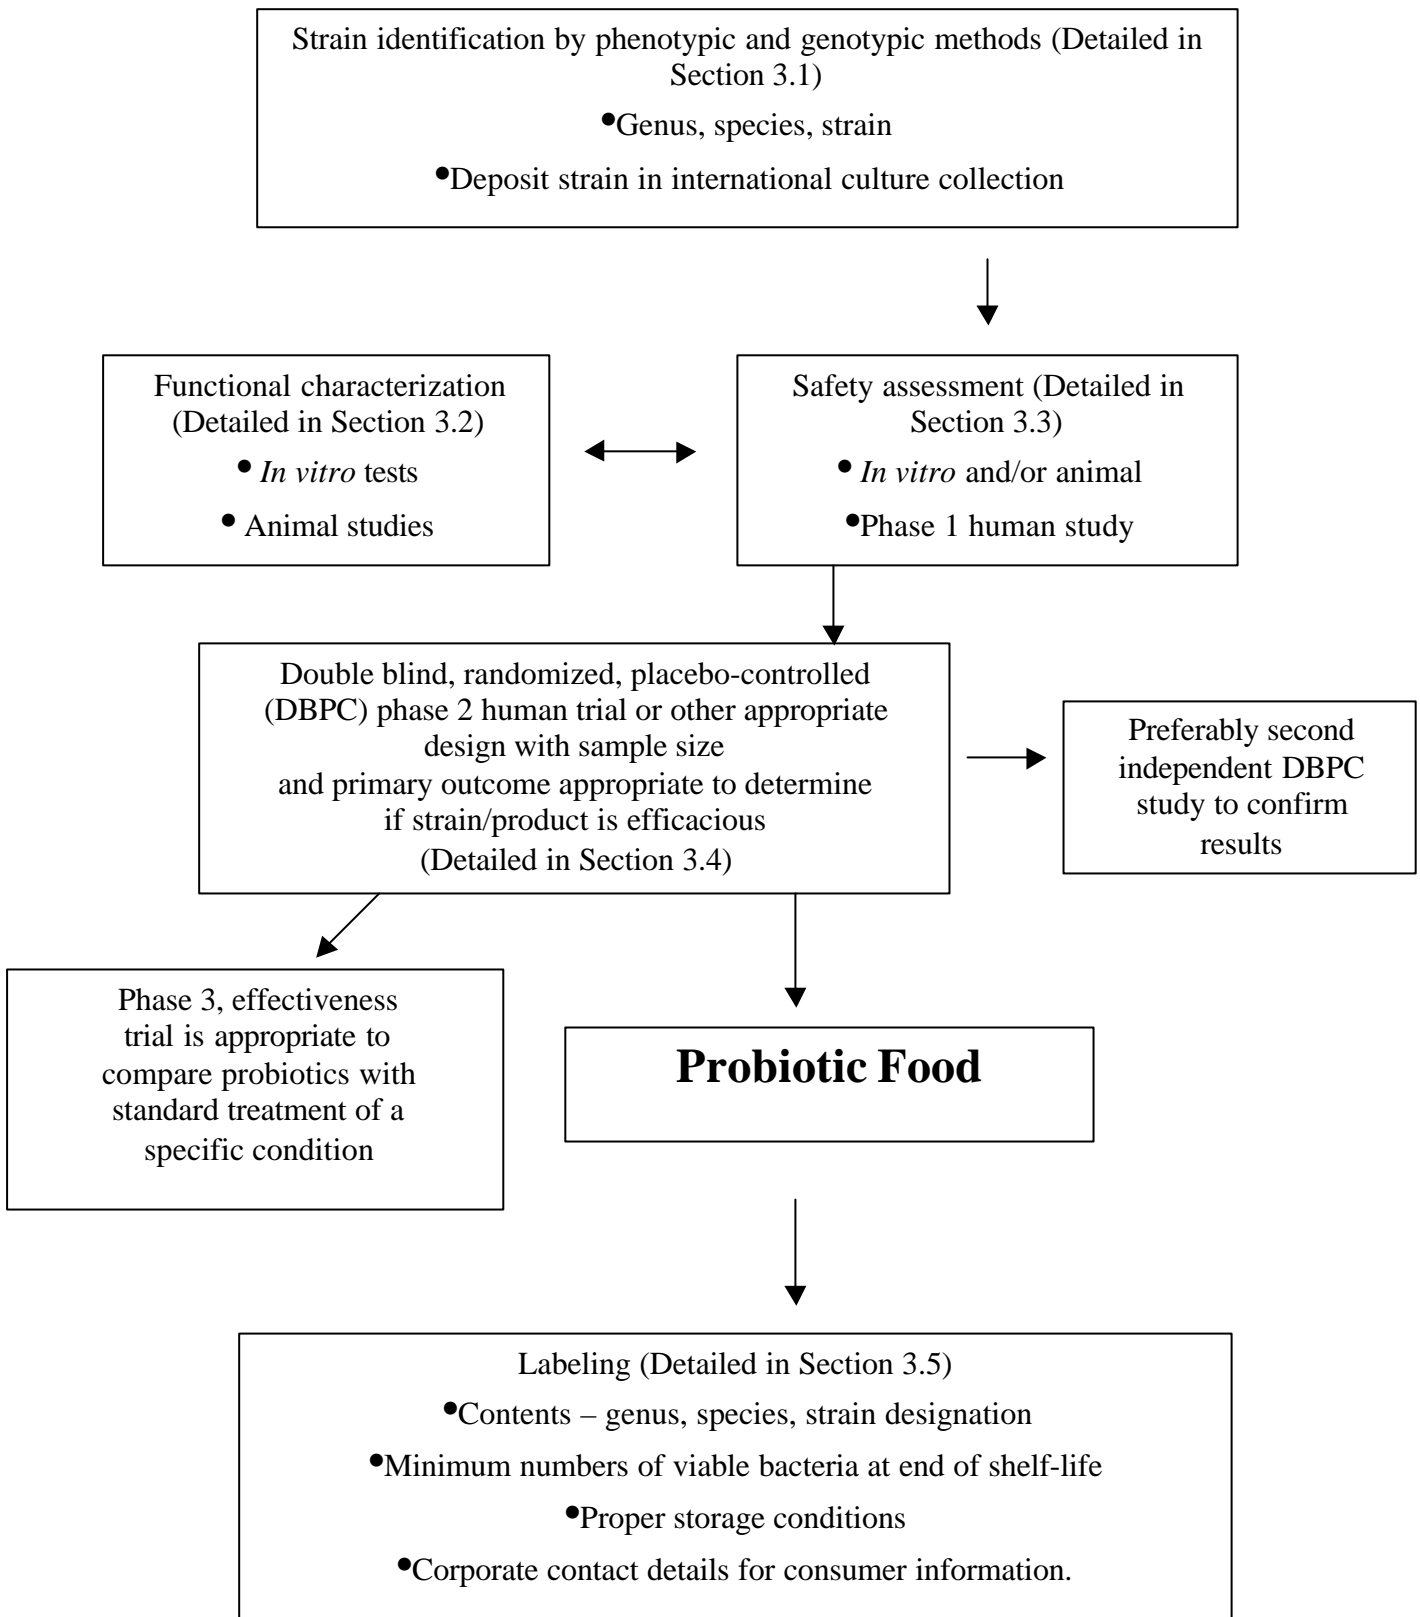 Strain identification by phenotypic and genotypic methods (Detailed in
Section 3.1)
•Genus, species, strain
•Deposit strain in international culture collection
Functional characterization
(Detailed in Section 3.2)
• In vitro tests
• Animal studies
Safety assessment (Detailed in
Section 3.3)
• In vitro and/or animal
•Phase 1 human study
Double blind, randomized, placebo-controlled
(DBPC) phase 2 human trial or other appropriate
design with sample size
and primary outcome appropriate to determine
if strain/product is efficacious
(Detailed in Section 3.4)
Preferably second
independent DBPC
study to confirm
results
Phase 3, effectiveness
trial is appropriate to
compare probiotics with
standard treatment of a
specific condition
Probiotic Food
Labeling (Detailed in Section 3.5)
•Contents – genus, species, strain designation
•Minimum numbers of viable bacteria at end of shelf-life
•Proper storage conditions
•Corporate contact details for consumer information.